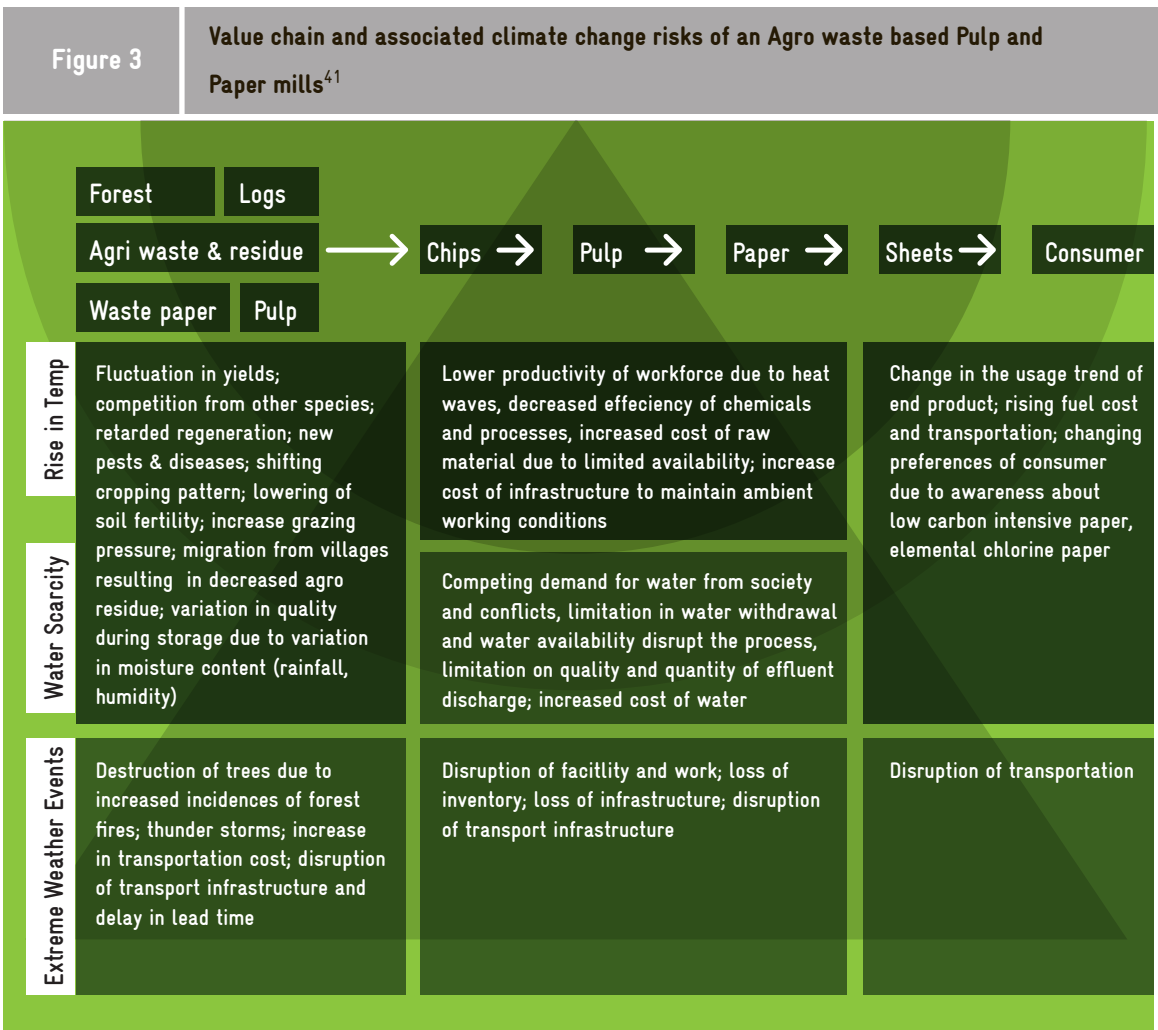 Figure 3
Value chain and associated climate change risks of an Agro waste based Pulp and
Paper mills41
Forest
Logs
Agri waste & residue
Waste paper
Pulp
Chips
Pulp
Paper
Sheets
Consumer
Rise in Temp
Water Scarcity
Fluctuation in yields;
competition from other species;
retarded regeneration; new
pests & diseases; shifting
cropping pattern; lowering of
soil fertility; increase grazing
pressure; migration from villages
resulting in decreased agro
residue; variation in quality
during storage due to variation
in moisture content (rainfall,
humidity)
Lower productivity of workforce due to heat
waves, decreased effeciency of chemicals
and processes, increased cost of raw
material due to limited availability; increase
cost of infrastructure to maintain ambient
working conditions
Competing demand for water from society
and conflicts, limitation in water withdrawal
and water availability disrupt the process,
limitation on quality and quantity of effluent
discharge; increased cost of water
Change in the usage trend of
end product; rising fuel cost
and transportation; changing
preferences of consumer
due to awareness about
low carbon intensive paper,
elemental chlorine paper
Extreme Weather Events
Destruction of trees due to
increased incidences of forest
fires; thunder storms; increase
in transportation cost; disruption
of transport infrastructure and
delay in lead time
Disruption of facitlity and work; loss of
inventory; loss of infrastructure; disruption
of transport infrastructure
Disruption of transportation